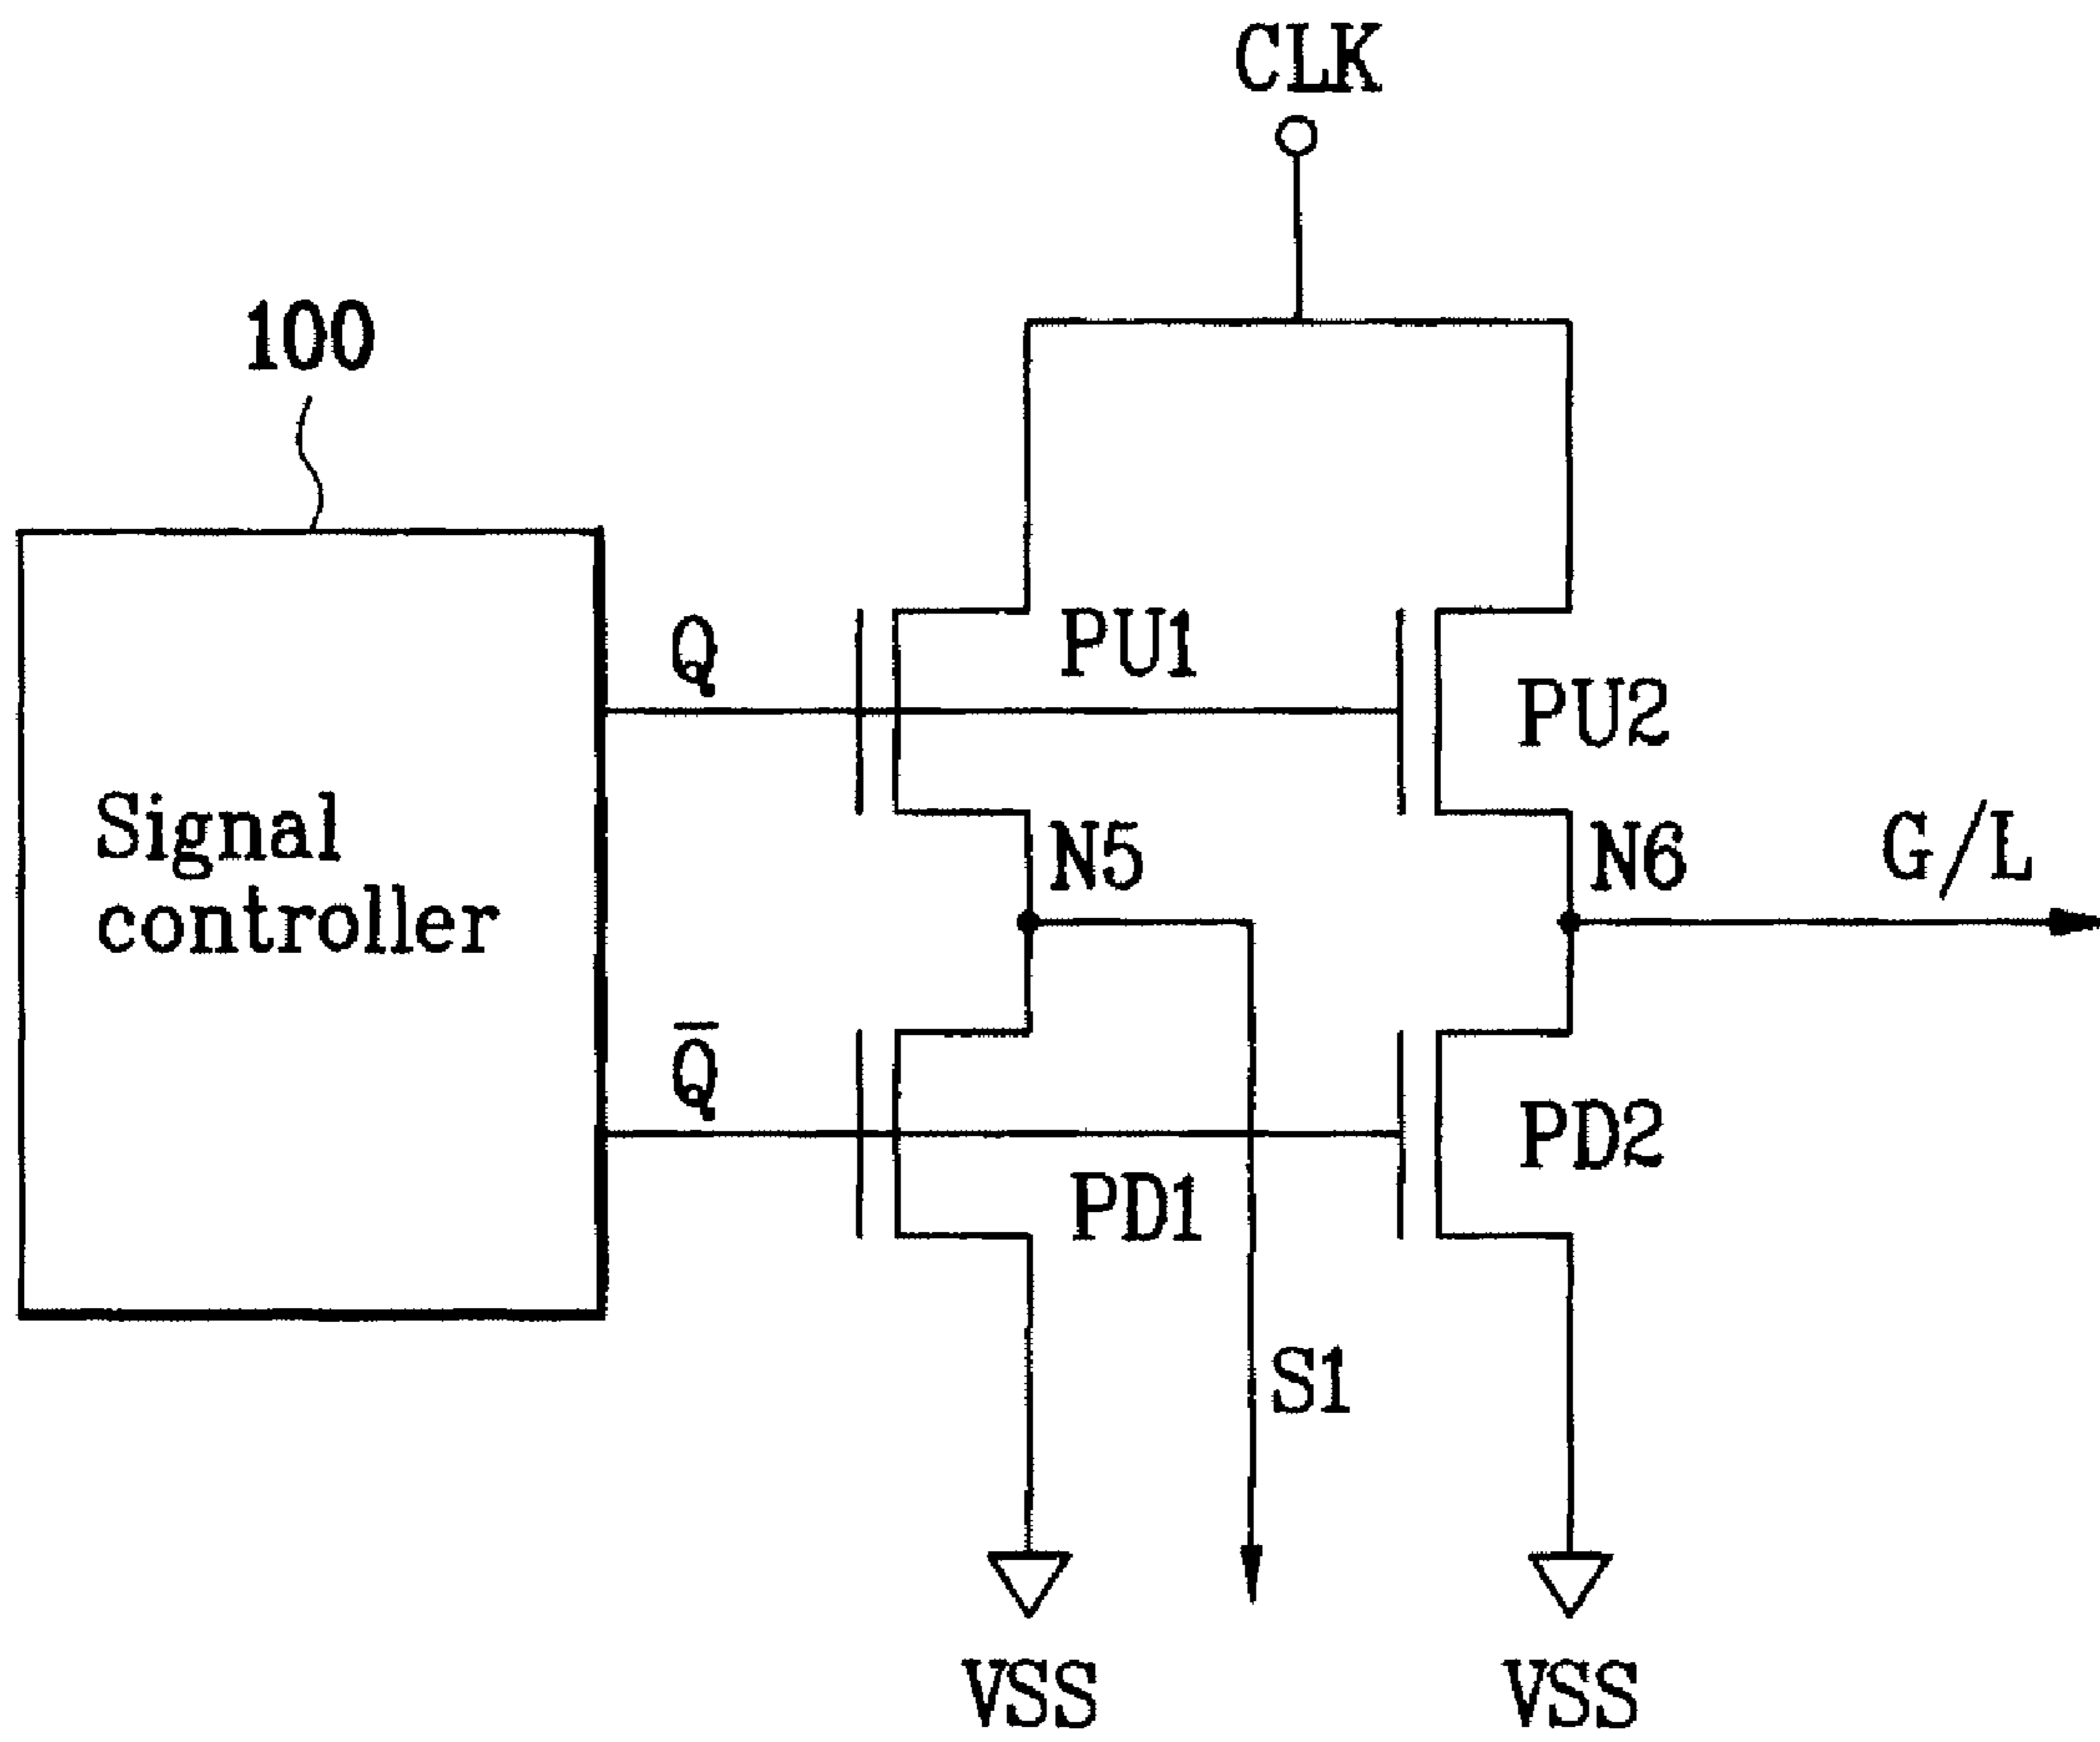 CLK
100
Q
PU1
PU2
Signal
controller
N5
N6
G/L
Q̅
PD1
PD2
S1
VSS
VSS